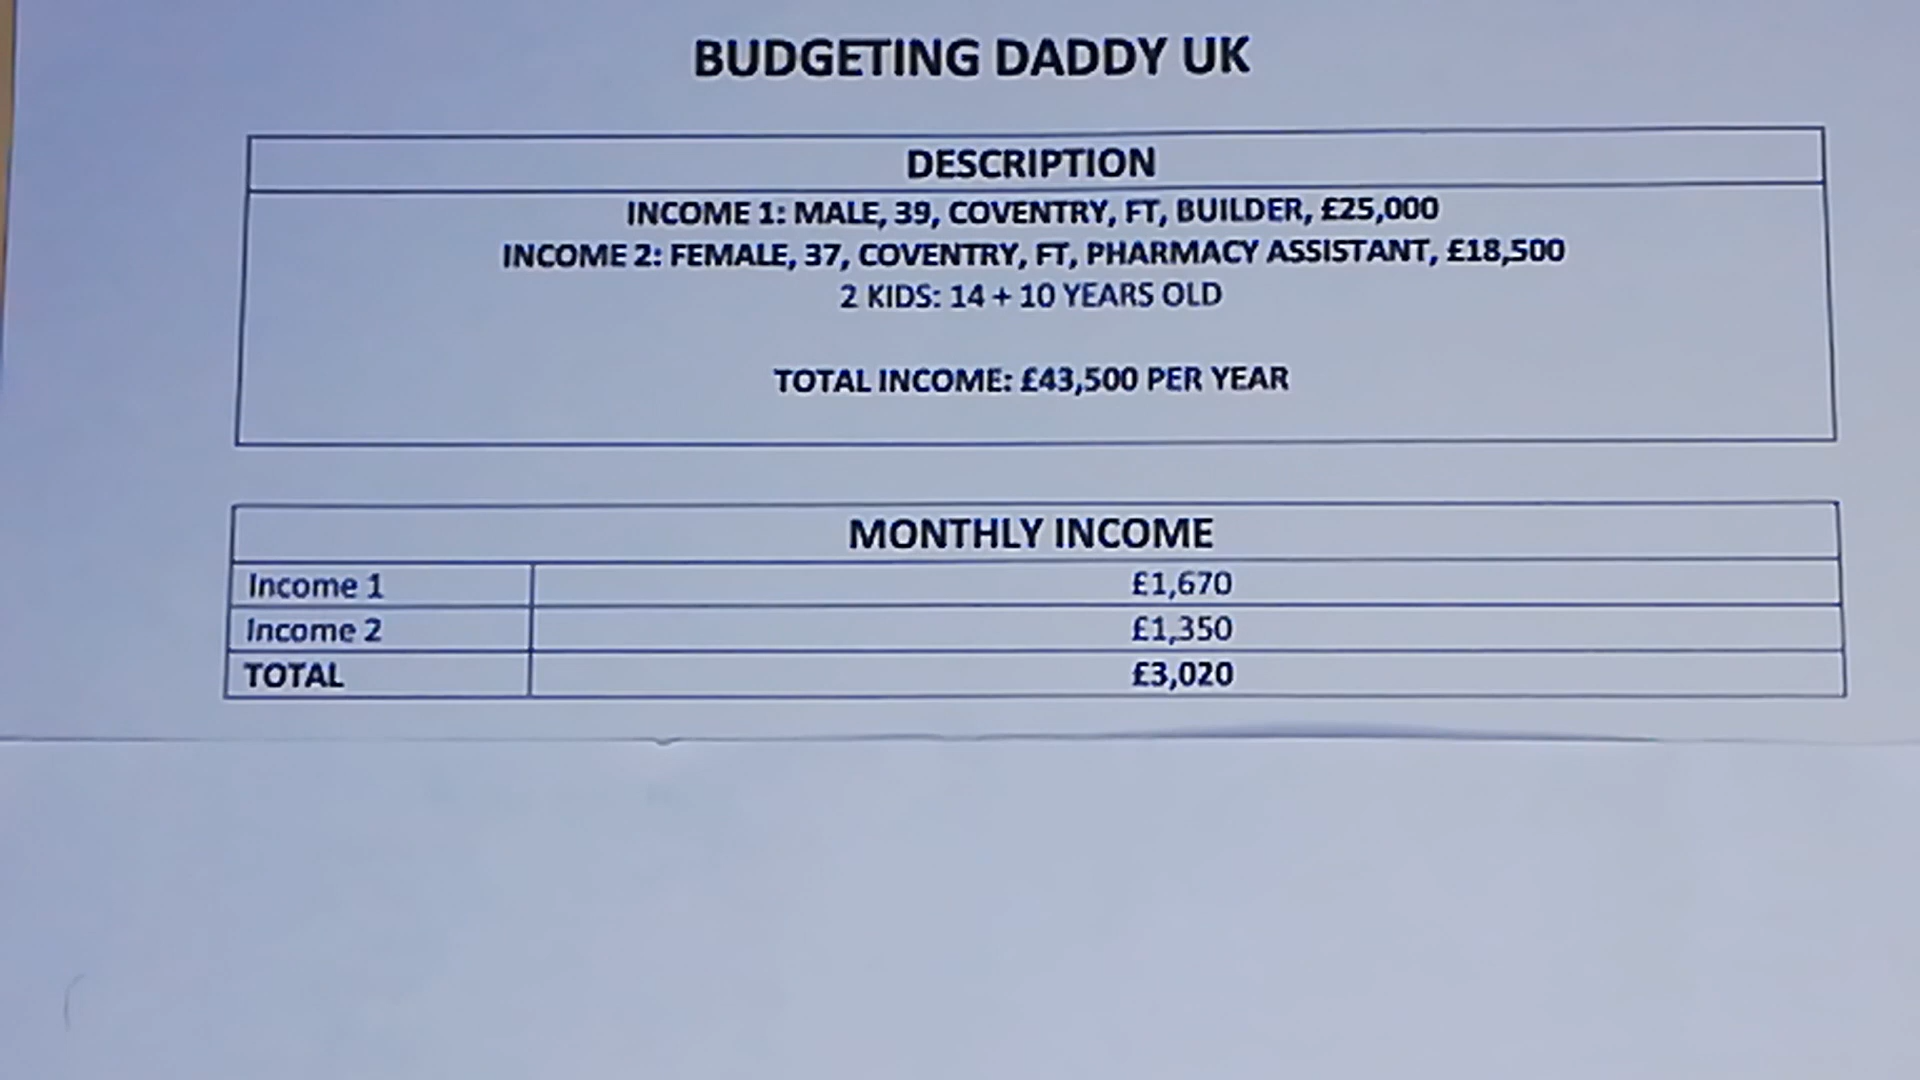 BUDGETING DADDY UK
DESCRIPTION
INCOME 1: MALE, 39, COVENTRY, FT, BUILDER, £25,000
INCOME 2: FEMALE, 37, COVENTRY, FT, PHARMACY ASSISTANT, £18,500
2 KIDS: 14 + 10 YEARS OLD
TOTAL INCOME: £43,500 PER YEAR
MONTHLY INCOME
Income 1 £1,670
Income 2 £1,350
TOTAL £3,020